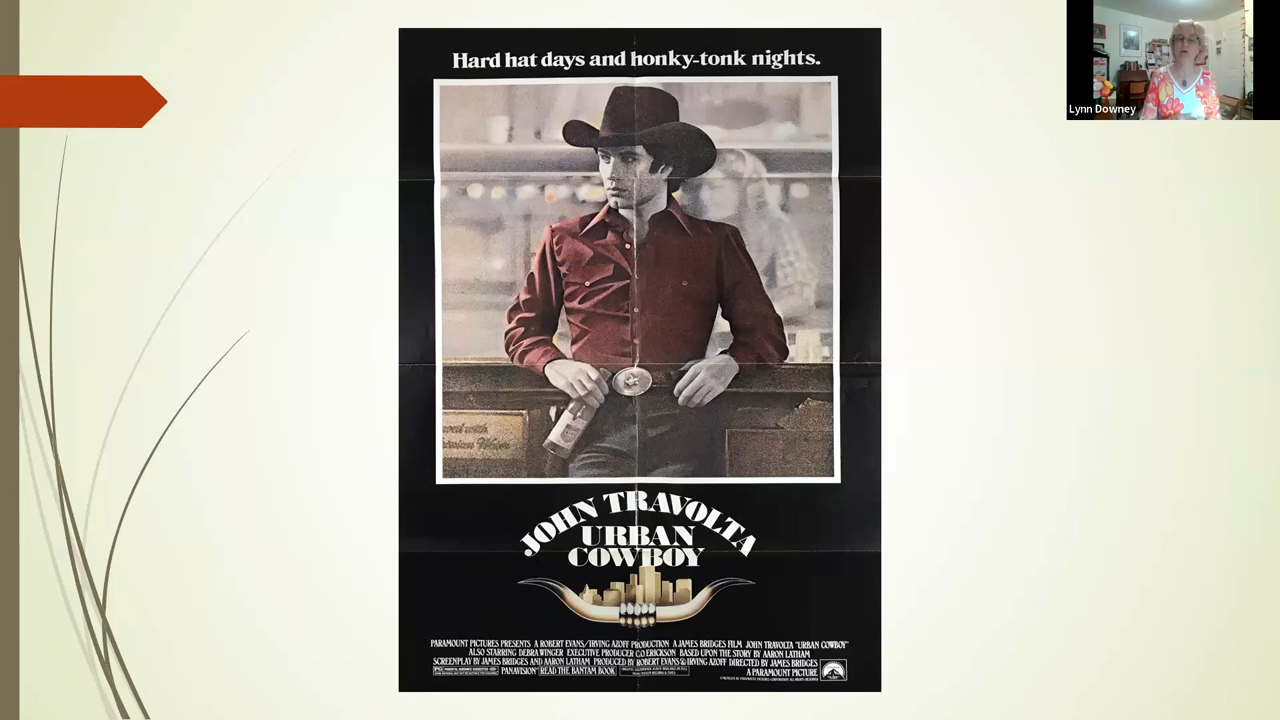 Hard hat days and honky-tonk nights.
Lynn Downey
JOHN TRAVOLTA
URBAN
COWBOY
PARAMOUNT PICTURES PRESENTS A ROBERT EVANS/IRVING AZOFF PRODUCTION A JAMES BRIDGES FILM JOHN TRAVOLTA "URBAN COWBOY"
ALSO STARRING DEBRA WINGER EXECUTIVE PRODUCER C.O. ERICKSON BASED UPON THE STORY BY AARON LATHAM
SCREENPLAY BY JAMES BRIDGES AND AARON LATHAM PRODUCED BY ROBERT EVANS & IRVING AZOFF DIRECTED BY JAMES BRIDGES
PG PANAVISION READ THE BANTAM BOOK A PARAMOUNT PICTURE